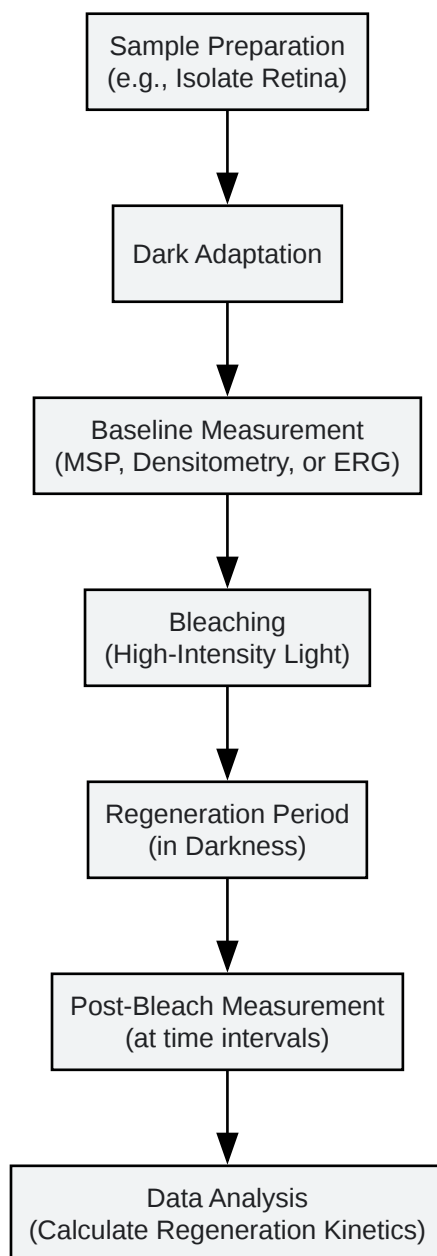 Sample Preparation
(e.g., Isolate Retina)
Dark Adaptation
Baseline Measurement
(MSP, Densitometry, or ERG)
Bleaching
(High-Intensity Light)
Regeneration Period
(in Darkness)
Post-Bleach Measurement
(at time intervals)
Data Analysis
(Calculate Regeneration Kinetics)